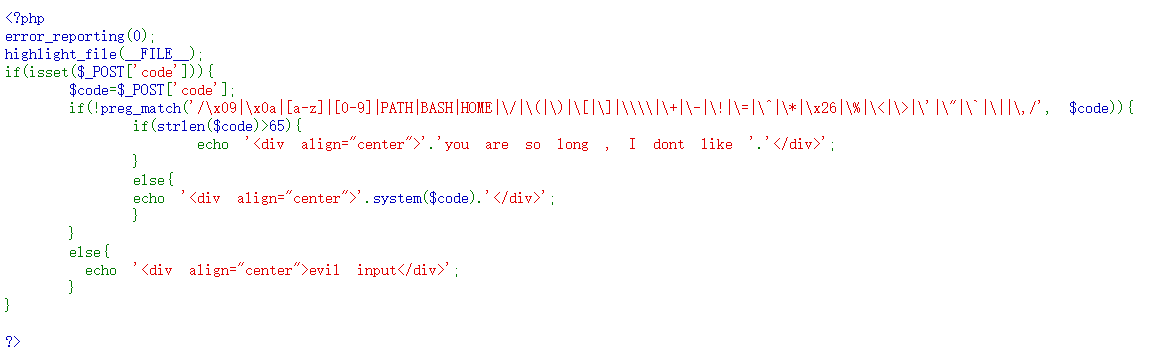 <?php
error_reporting(0);
highlight_file(__FILE__);
if(isset($_POST['code'])){
$code=$_POST['code'];
if(!preg_match('/\x09|\x0a|[a-z]|[0-9]|PATH|BASH|HOME|\/|\(|\)|\[|\]|\\\\|\+|\-|\!|\=|\^|\*|\x26|\%|\<|\>|\'|\"|\`|\||\,/', $code)){
if(strlen($code)>65){
echo '<div align="center">'.'you are so long , I dont like '.'</div>';
}
else{
echo '<div align="center">'.system($code).'</div>';
}
}
else{
echo '<div align="center">evil input</div>';
}
}
?>